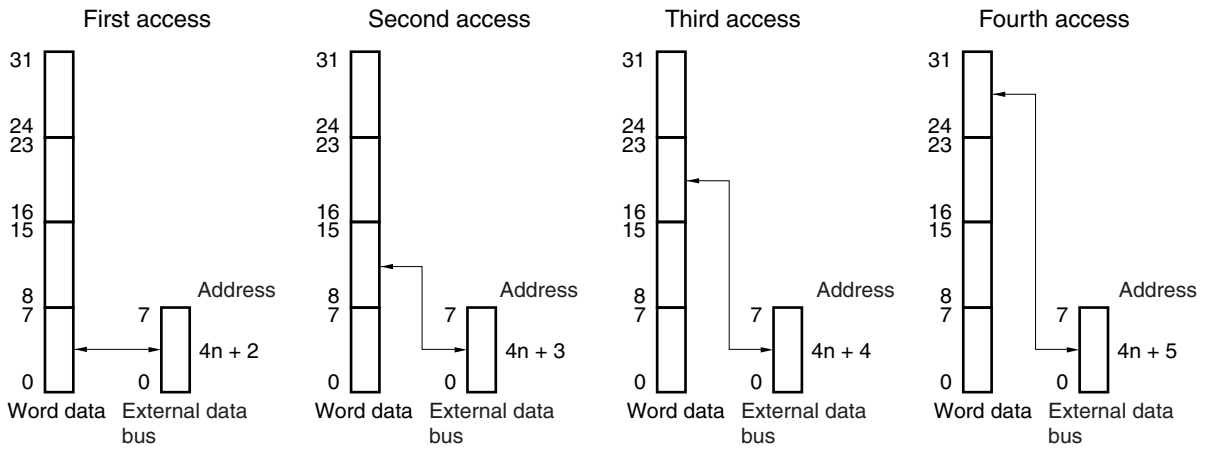 First access
31
24
23
16
15
8
7
0
Address
7
4n + 2
0
Word data
External data
bus
Second access
31
24
23
16
15
8
7
0
Address
7
4n + 3
0
Word data
External data
bus
Third access
31
24
23
16
15
8
7
0
Address
7
4n + 4
0
Word data
External data
bus
Fourth access
31
24
23
16
15
8
7
0
Address
7
4n + 5
0
Word data
External data
bus